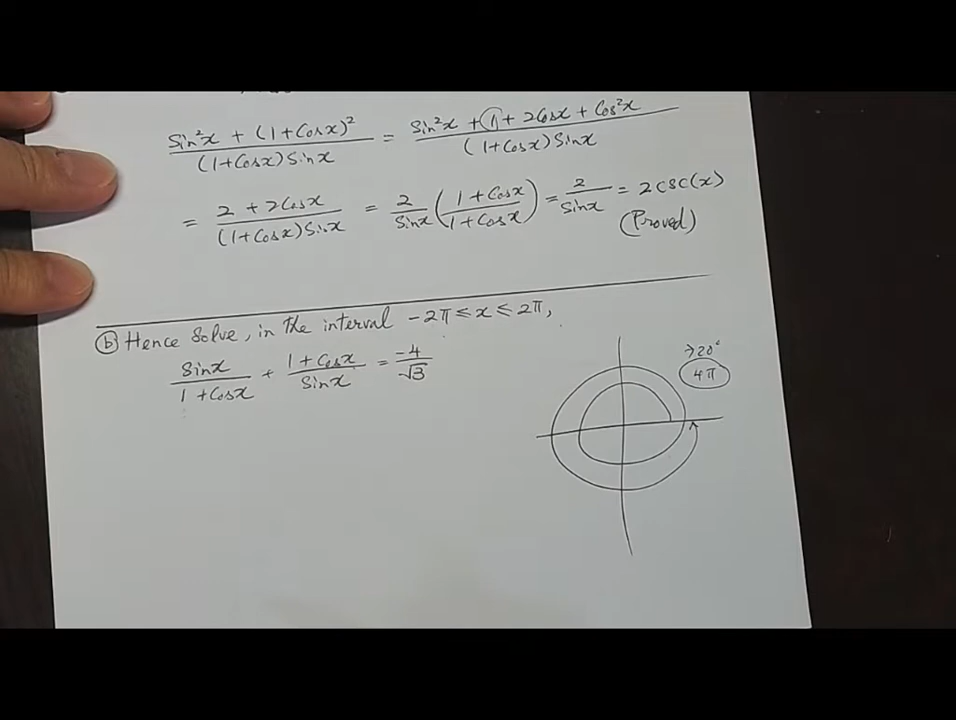 (Sin²x + (1+Cosx)²) / ((1+Cosx)Sinx) = (Sin²x + 1 + 2Cosx + Cos²x) / ((1+Cosx)Sinx)
= (2 + 2Cosx) / ((1+Cosx)Sinx) = 2/Sinx ((1+Cosx)/(1+Cosx)) = 2/Sinx = 2CSC(x)
(Proved)
(b) Hence Solve, in the interval -2π ≤ x ≤ 2π,
Sinx/(1+Cosx) + (1+Cosx)/Sinx = -4/√3
720°
4π